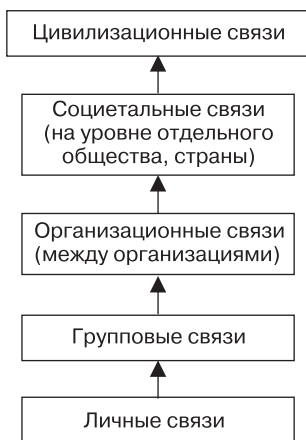 Цивилизационные связи
Социетальные связи
(на уровне отдельного
общества, страны)
Организационные связи
(между организациями)
Групповые связи
Личные связи